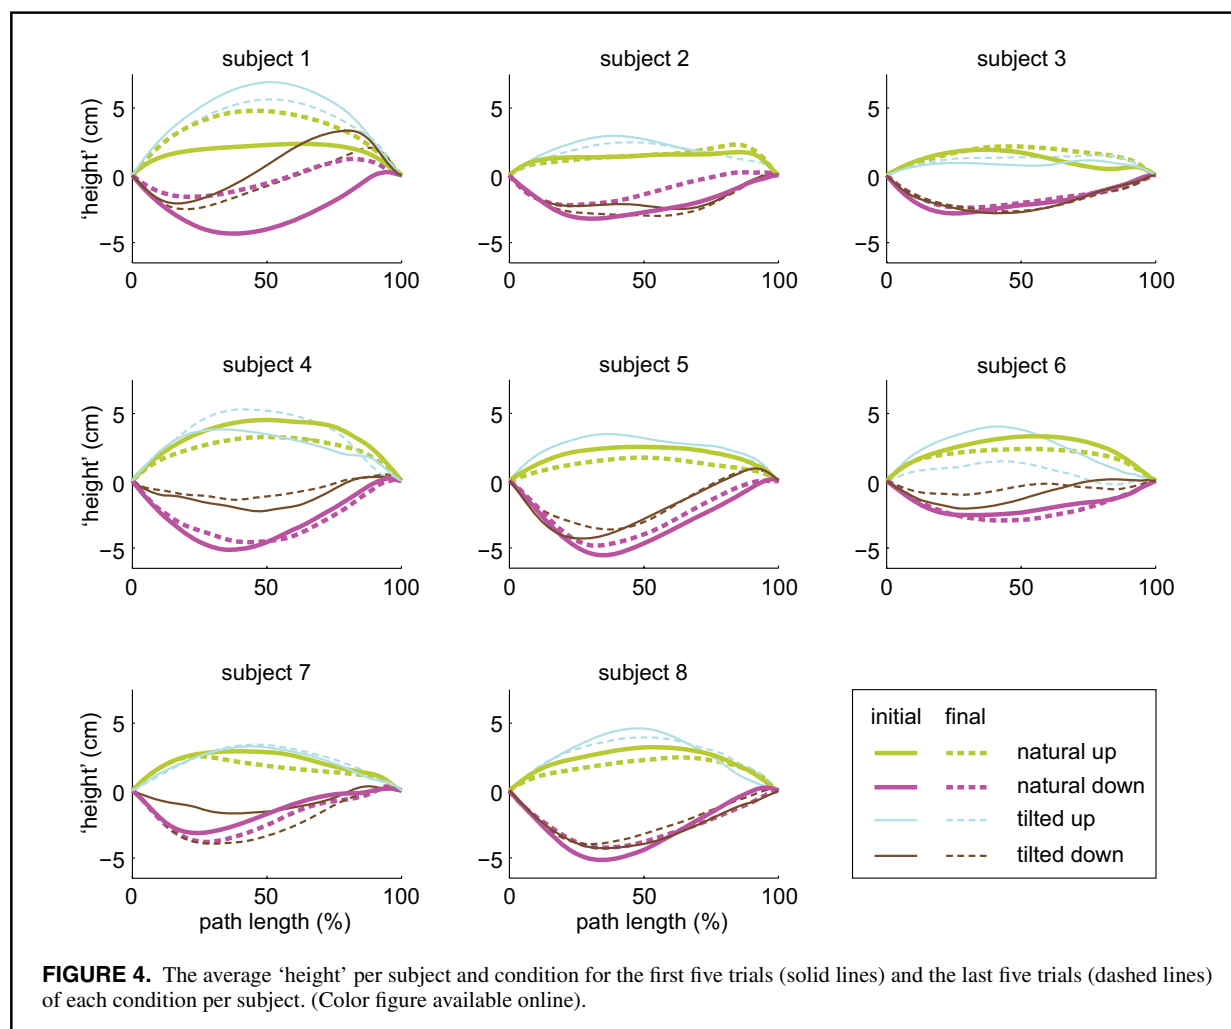 subject 1
subject 2
subject 3
'height' (cm)
5
0
−5
0
50
100
5
0
−5
0
50
100
5
0
−5
0
50
100
subject 4
subject 5
subject 6
'height' (cm)
5
0
−5
0
50
100
5
0
−5
0
50
100
5
0
−5
0
50
100
subject 7
subject 8
'height' (cm)
5
0
−5
0
50
100
path length (%)
5
0
−5
0
50
100
path length (%)
initial final
natural up
natural down
tilted up
tilted down
FIGURE 4. The average ‘height’ per subject and condition for the first five trials (solid lines) and the last five trials (dashed lines)
of each condition per subject. (Color figure available online).